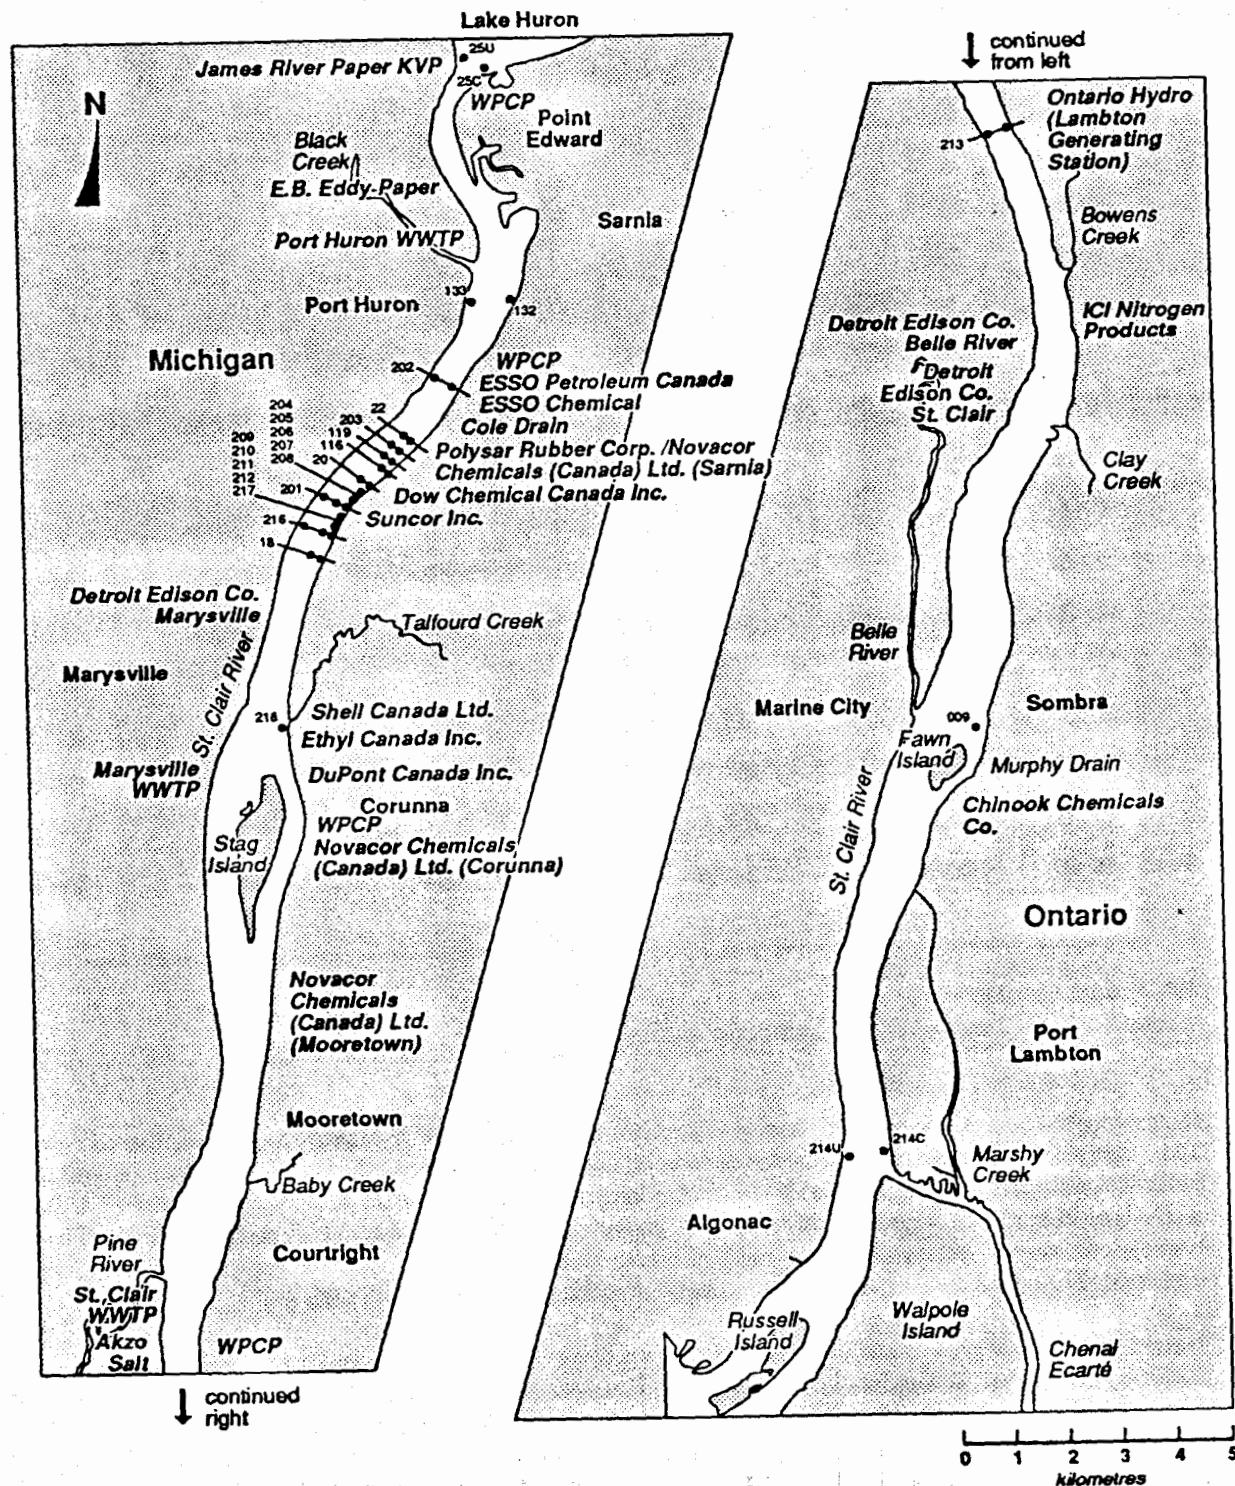 Lake Huron
25U
James River Paper KVP
25C
WPCP
N
Point
Edward
Black
Creek
E.B. Eddy-Paper
Sarnia
Port Huron WWTP
133
132
Port Huron
Michigan
202
WPCP
ESSO Petroleum Canada
ESSO Chemical
Cole Drain
Polysar Rubber Corp. /Novacor
Chemicals (Canada) Ltd. (Sarnia)
Dow Chemical Canada Inc.
Suncor Inc.
22
203
119
116
20
204
205
206
207
208
209
210
211
212
217
201
216
18
Detroit Edison Co.
Marysville
Talfourd Creek
Marysville
St. Clair River
218
Shell Canada Ltd.
Ethyl Canada Inc.
Marysville
WWTP
DuPont Canada Inc.
Corunna
WPCP
Novacor Chemicals
(Canada) Ltd. (Corunna)
Stag
Island
Novacor
Chemicals
(Canada) Ltd.
(Mooretown)
Mooretown
Baby Creek
Courtright
Pine
River
St. Clair
WWTP
Akzo
Salt
WPCP
continued
right
continued
from left
213
Ontario Hydro
(Lambton
Generating
Station)
Bowens
Creek
ICI Nitrogen
Products
Detroit Edison Co.
Belle River
Detroit
Edison Co.
St. Clair
Clay
Creek
Belle
River
Marine City
Sombra
009
Fawn
Island
Murphy Drain
Chinook Chemicals
Co.
St. Clair River
Ontario
Port
Lambton
214U
214C
Marshy
Creek
Algonac
Walpole
Island
Russell
Island
Chenal
Ecarté
0 1 2 3 4 5
kilometres